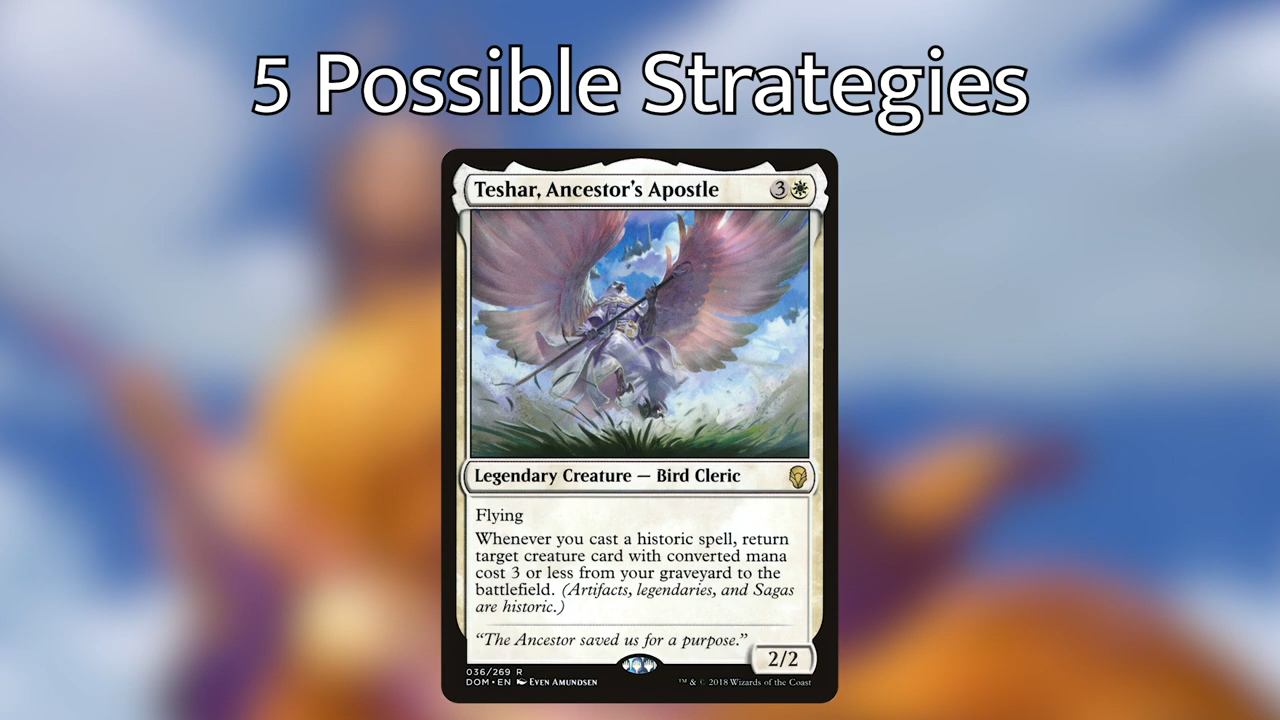 5 Possible Strategies
Teshar, Ancestor's Apostle 3
Legendary Creature — Bird Cleric
Flying
Whenever you cast a historic spell, return
target creature card with converted mana
cost 3 or less from your graveyard to the
battlefield. (Artifacts, legendaries, and Sagas
are historic.)
“The Ancestor saved us for a purpose.”
2/2
036/269 R
DOM • EN Even Amundsen
™ & © 2018 Wizards of the Coast